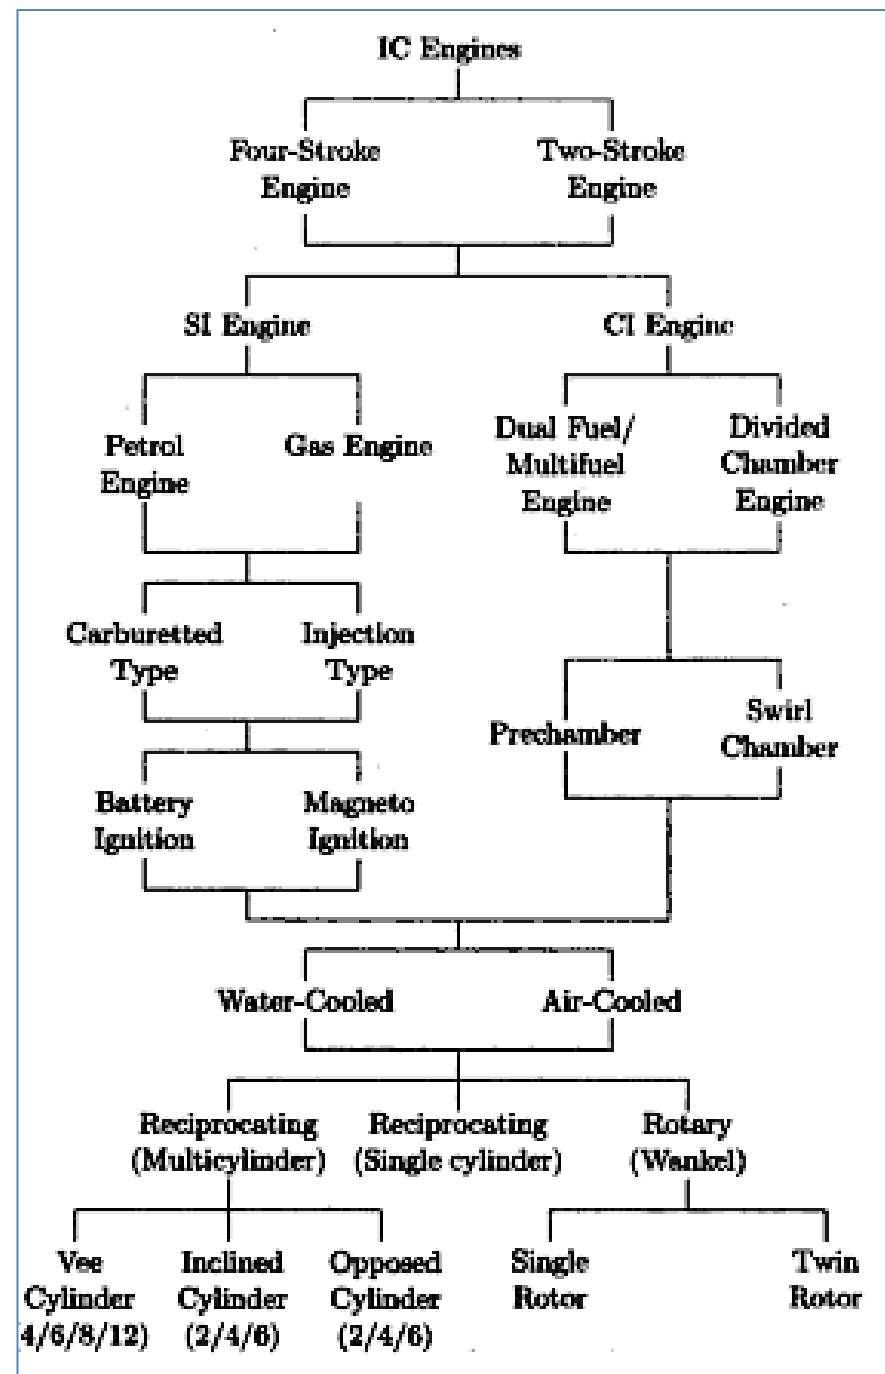 IC Engines
Four-Stroke
Engine
Two-Stroke
Engine
SI Engine
CI Engine
Petrol
Engine
Gas Engine
Dual Fuel/
Multifuel
Engine
Divided
Chamber
Engine
Carburetted
Type
Injection
Type
Prechamber
Swirl
Chamber
Battery
Ignition
Magneto
Ignition
Water-Cooled
Air-Cooled
Reciprocating
(Multicylinder)
Reciprocating
(Single cylinder)
Rotary
(Wankel)
Vee
Cylinder
4/6/8/12)
Inclined
Cylinder
(2/4/6)
Opposed
Cylinder
(2/4/6)
Single
Rotor
Twin
Rotor